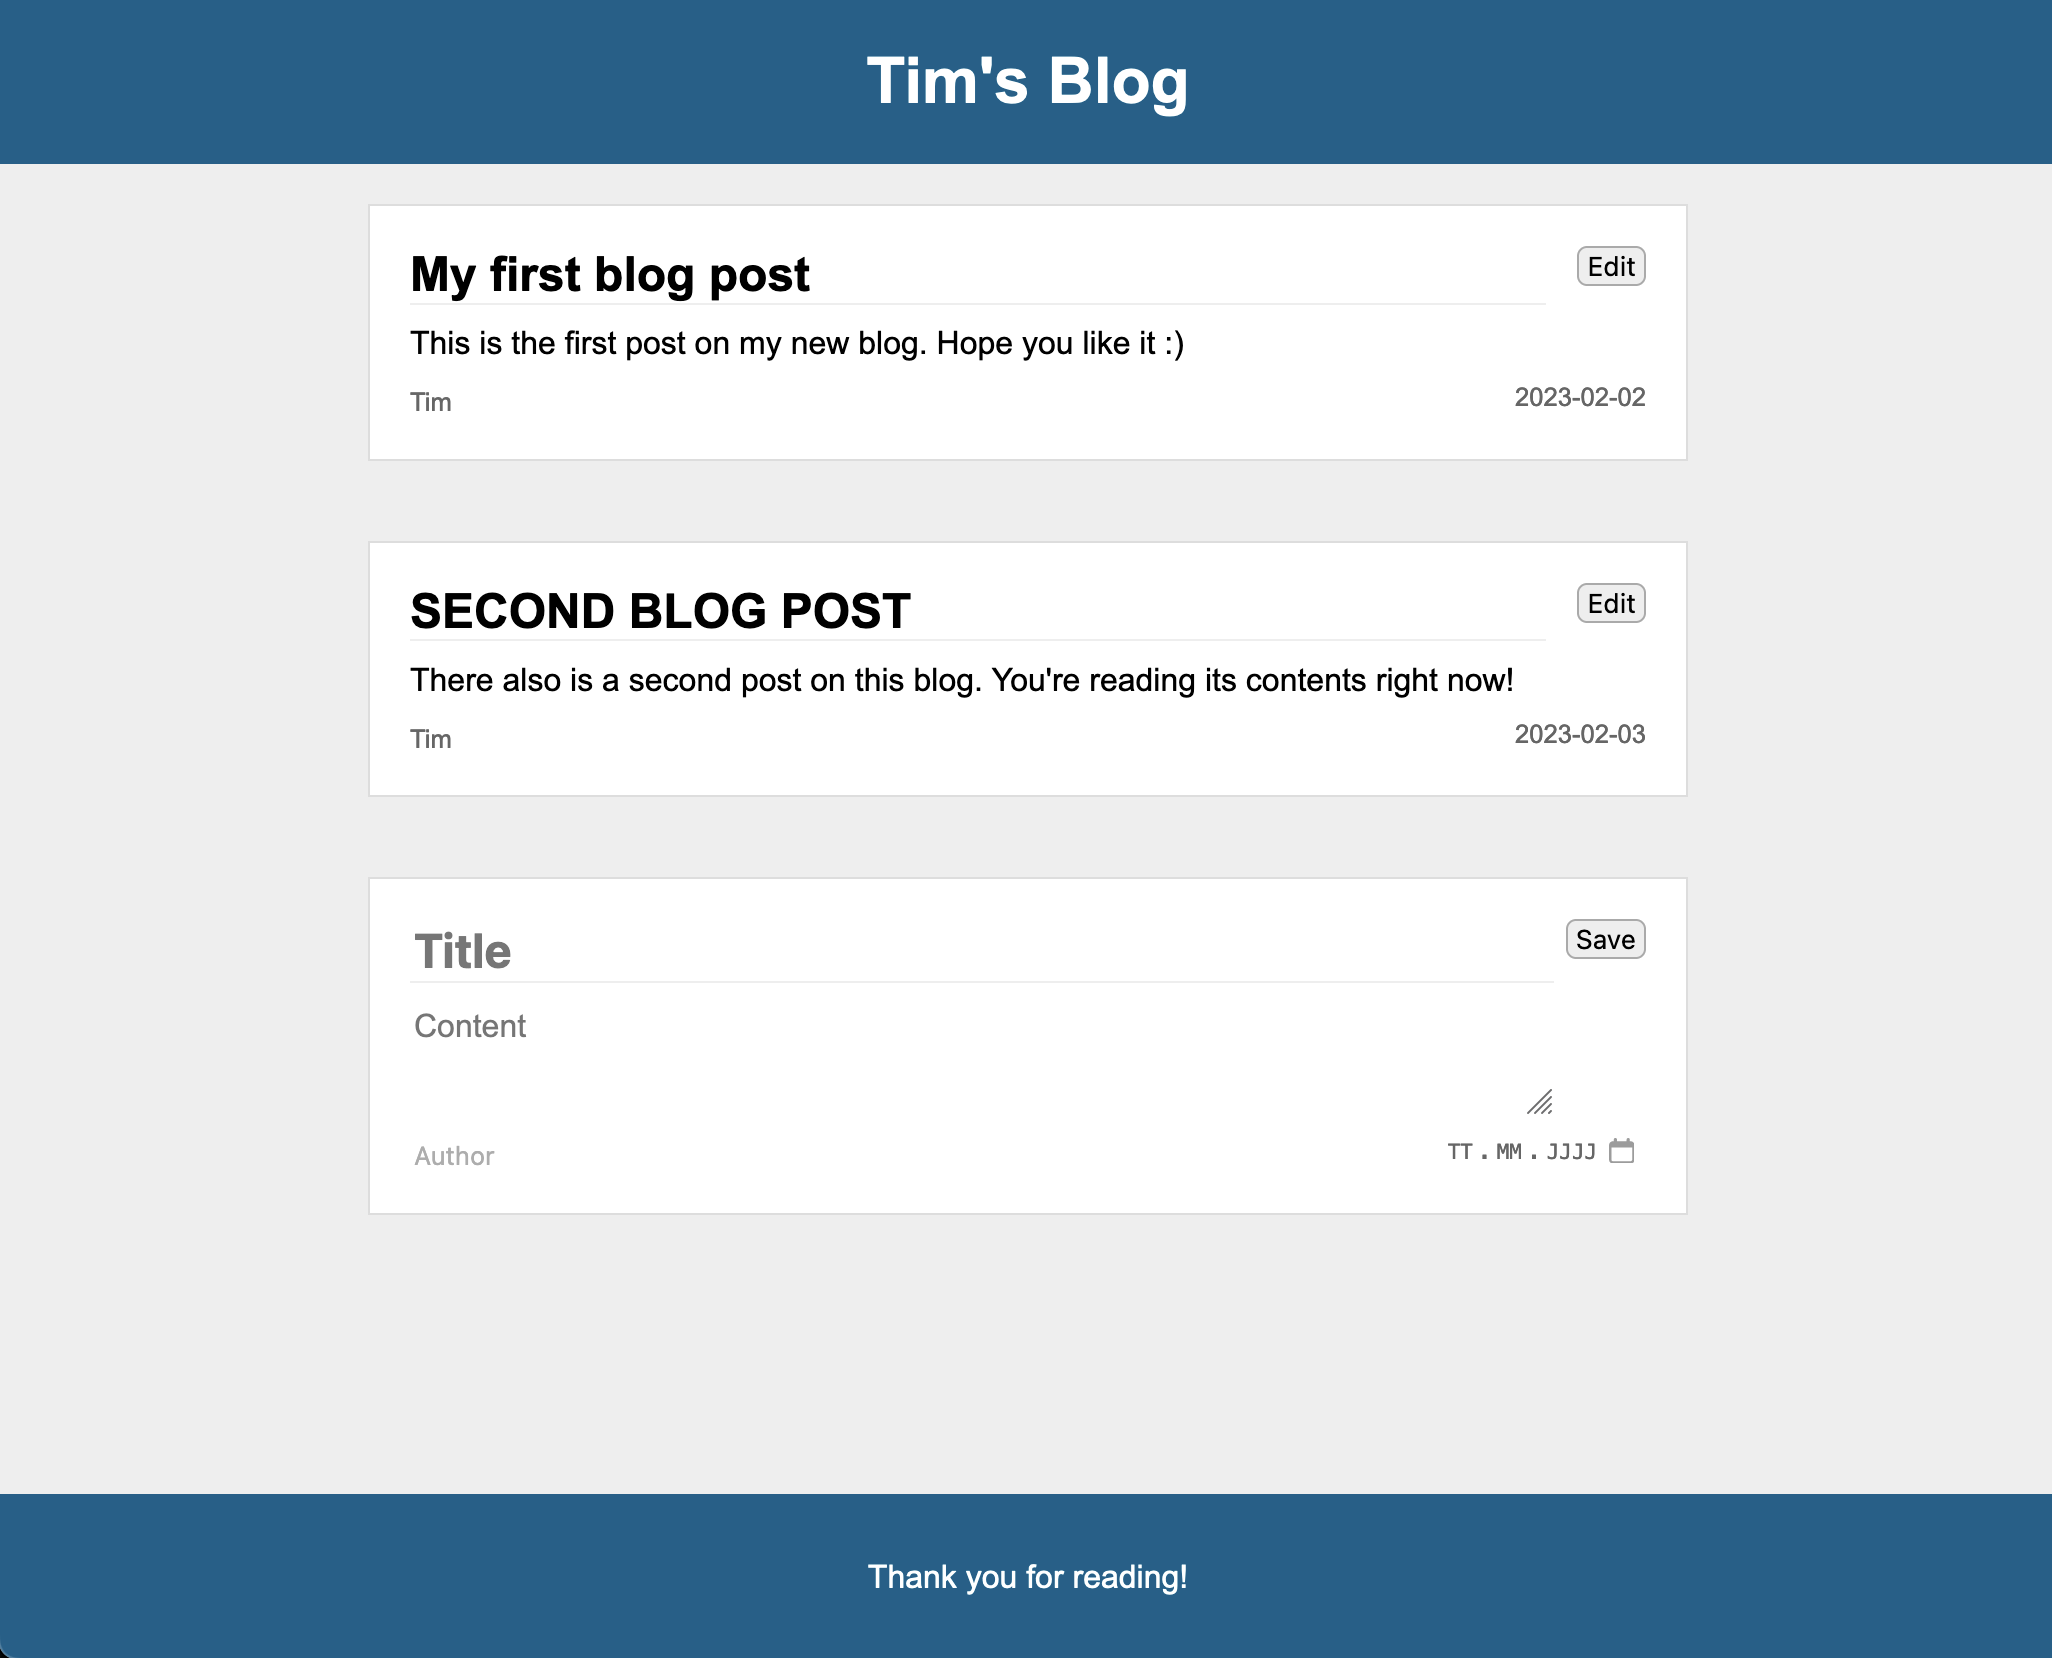 Tim's Blog
My first blog post
Edit
This is the first post on my new blog. Hope you like it :)
Tim
2023-02-02
SECOND BLOG POST
Edit
There also is a second post on this blog. You're reading its contents right now!
Tim
2023-02-03
Title
Save
Content
Author
TT.MM.JJJJ
Thank you for reading!